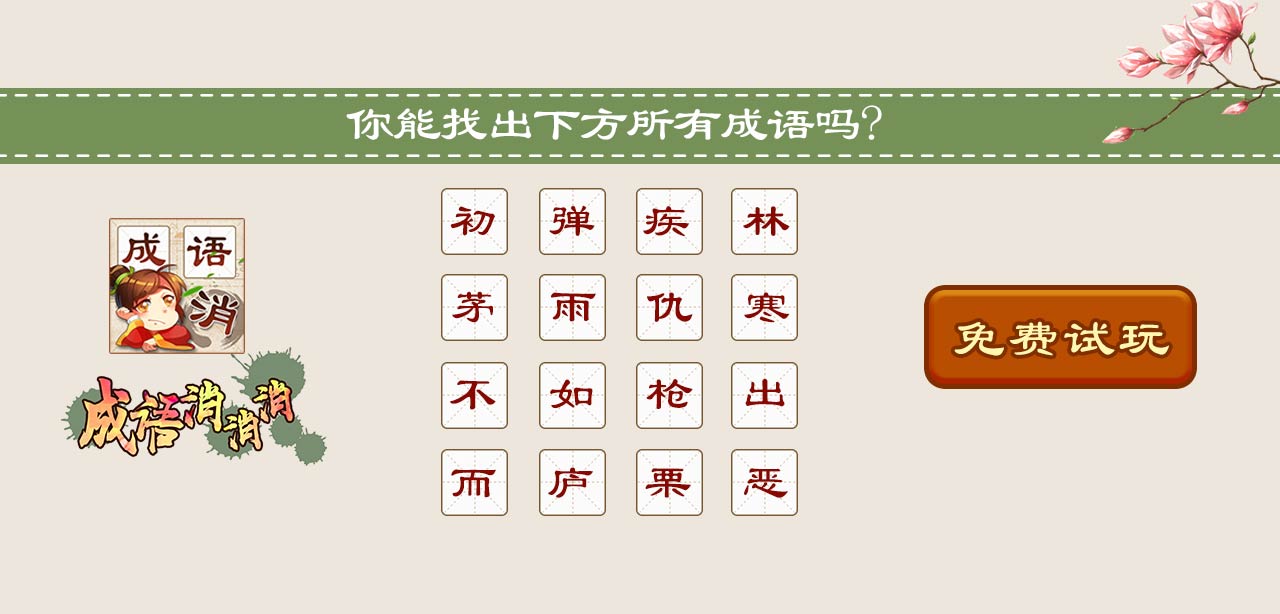 你能找出下方所有成语吗?
成语
消
成语消消消
初弹疾林
茅雨仇寒
不如枪出
而庐栗恶
免费试玩